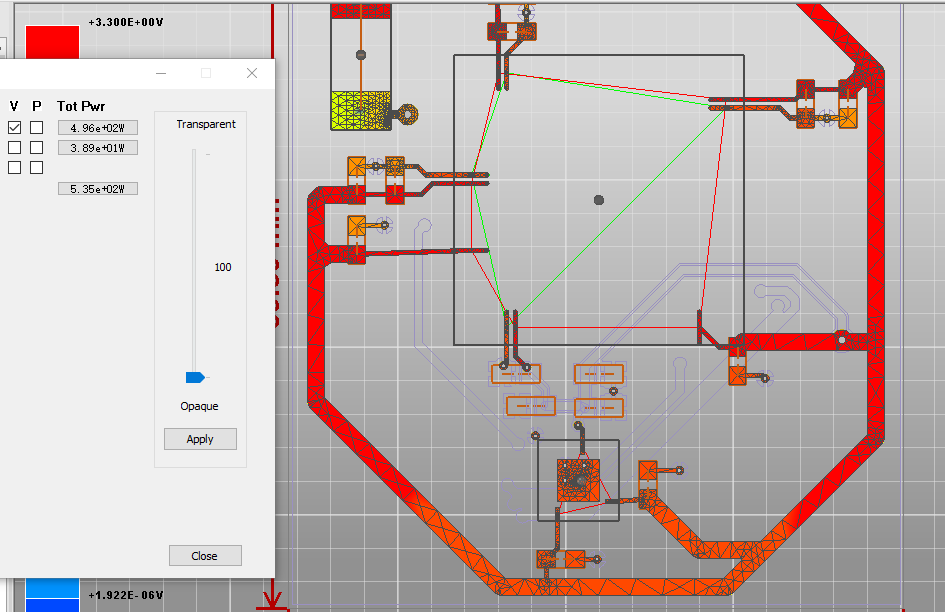 +3.300E+00V
V P Tot Pwr
4.96e+02W
3.89e+01W
5.35e+02W
Transparent
100
Opaque
Apply
Close
+1.922E-06V